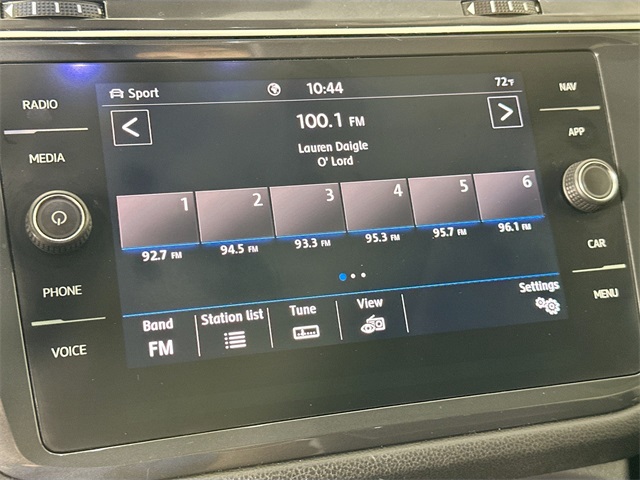 RADIO
MEDIA
PHONE
VOICE
Sport 10:44 72°F
100.1 FM
Lauren Daigle
O' Lord
1 2 3 4 5 6
92.7 FM 94.5 FM 93.3 FM 95.3 FM 95.7 FM 96.1 FM
Band Station list Tune View Settings
FM
NAV
APP
CAR
MENU